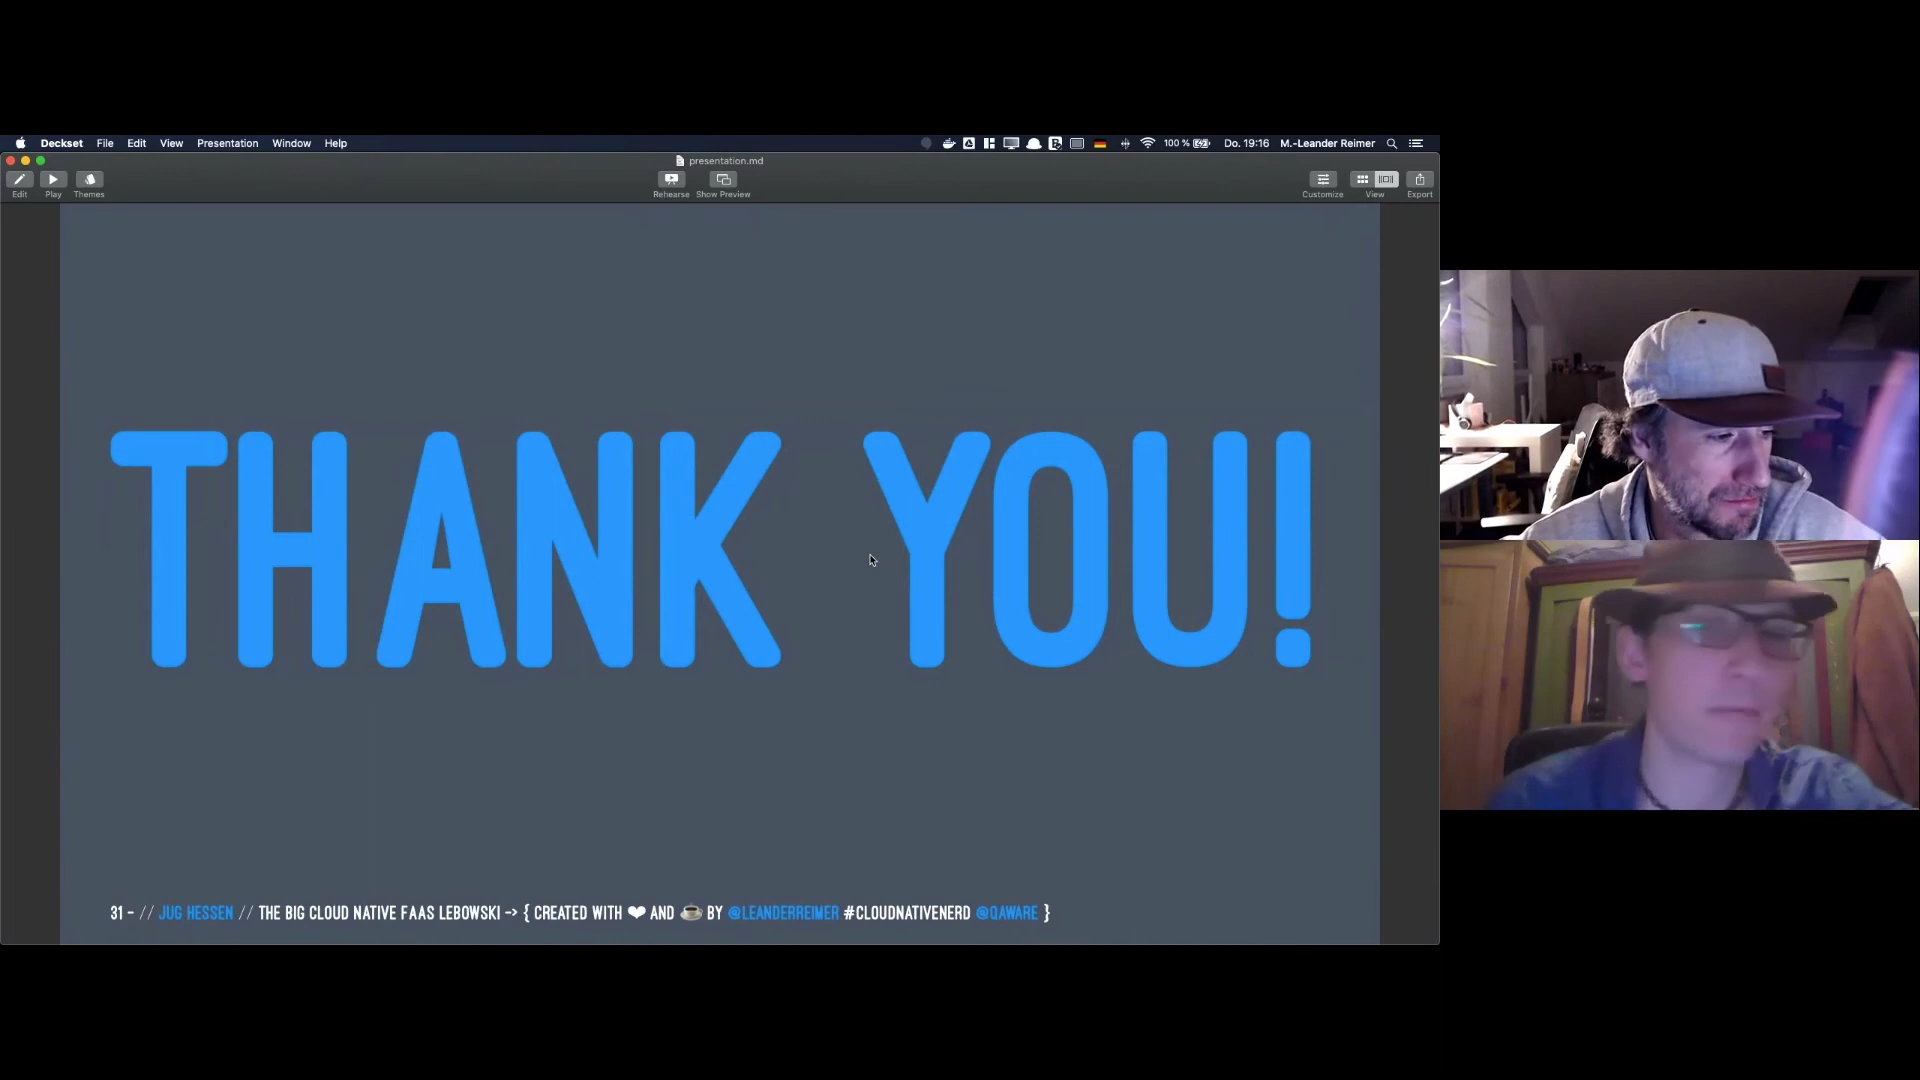 Deckset File Edit View Presentation Window Help 100 % Do. 19:16 M.-Leander Reimer
presentation.md
Edit Play Themes Rehearse Show Preview Customize View Export
THANK YOU!
31 - // JUG HESSEN // THE BIG CLOUD NATIVE FAAS LEBOWSKI -> { CREATED WITH ❤ AND ☕ BY @LEANDERREIMER #CLOUDNATIVENERD @QAWARE }